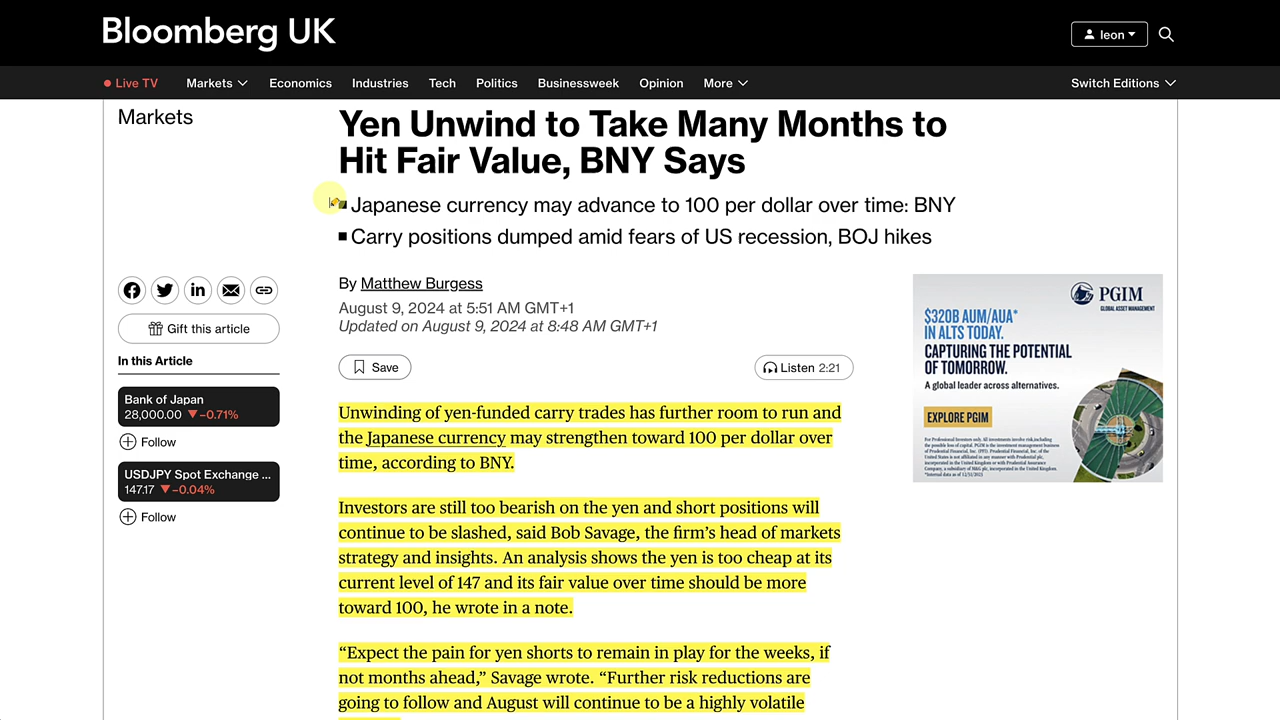 Bloomberg UK
leon
Live TV Markets Economics Industries Tech Politics Businessweek Opinion More Switch Editions
Markets
Yen Unwind to Take Many Months to
Hit Fair Value, BNY Says
Japanese currency may advance to 100 per dollar over time: BNY
Carry positions dumped amid fears of US recession, BOJ hikes
By Matthew Burgess
August 9, 2024 at 5:51 AM GMT+1
Updated on August 9, 2024 at 8:48 AM GMT+1
Gift this article
Save
Listen 2:21
In this Article
Bank of Japan
28,000.00 ▼–0.71%
Follow
USDJPY Spot Exchange ...
147.17 ▼–0.04%
Follow
Unwinding of yen-funded carry trades has further room to run and
the Japanese currency may strengthen toward 100 per dollar over
time, according to BNY.
Investors are still too bearish on the yen and short positions will
continue to be slashed, said Bob Savage, the firm’s head of markets
strategy and insights. An analysis shows the yen is too cheap at its
current level of 147 and its fair value over time should be more
toward 100, he wrote in a note.
“Expect the pain for yen shorts to remain in play for the weeks, if
not months ahead,” Savage wrote. “Further risk reductions are
going to follow and August will continue to be a highly volatile
PGIM
GLOBAL ASSET MANAGEMENT
$320B AUM/AUA*
IN ALTS TODAY.
CAPTURING THE POTENTIAL
OF TOMORROW.
A global leader across alternatives.
EXPLORE PGIM